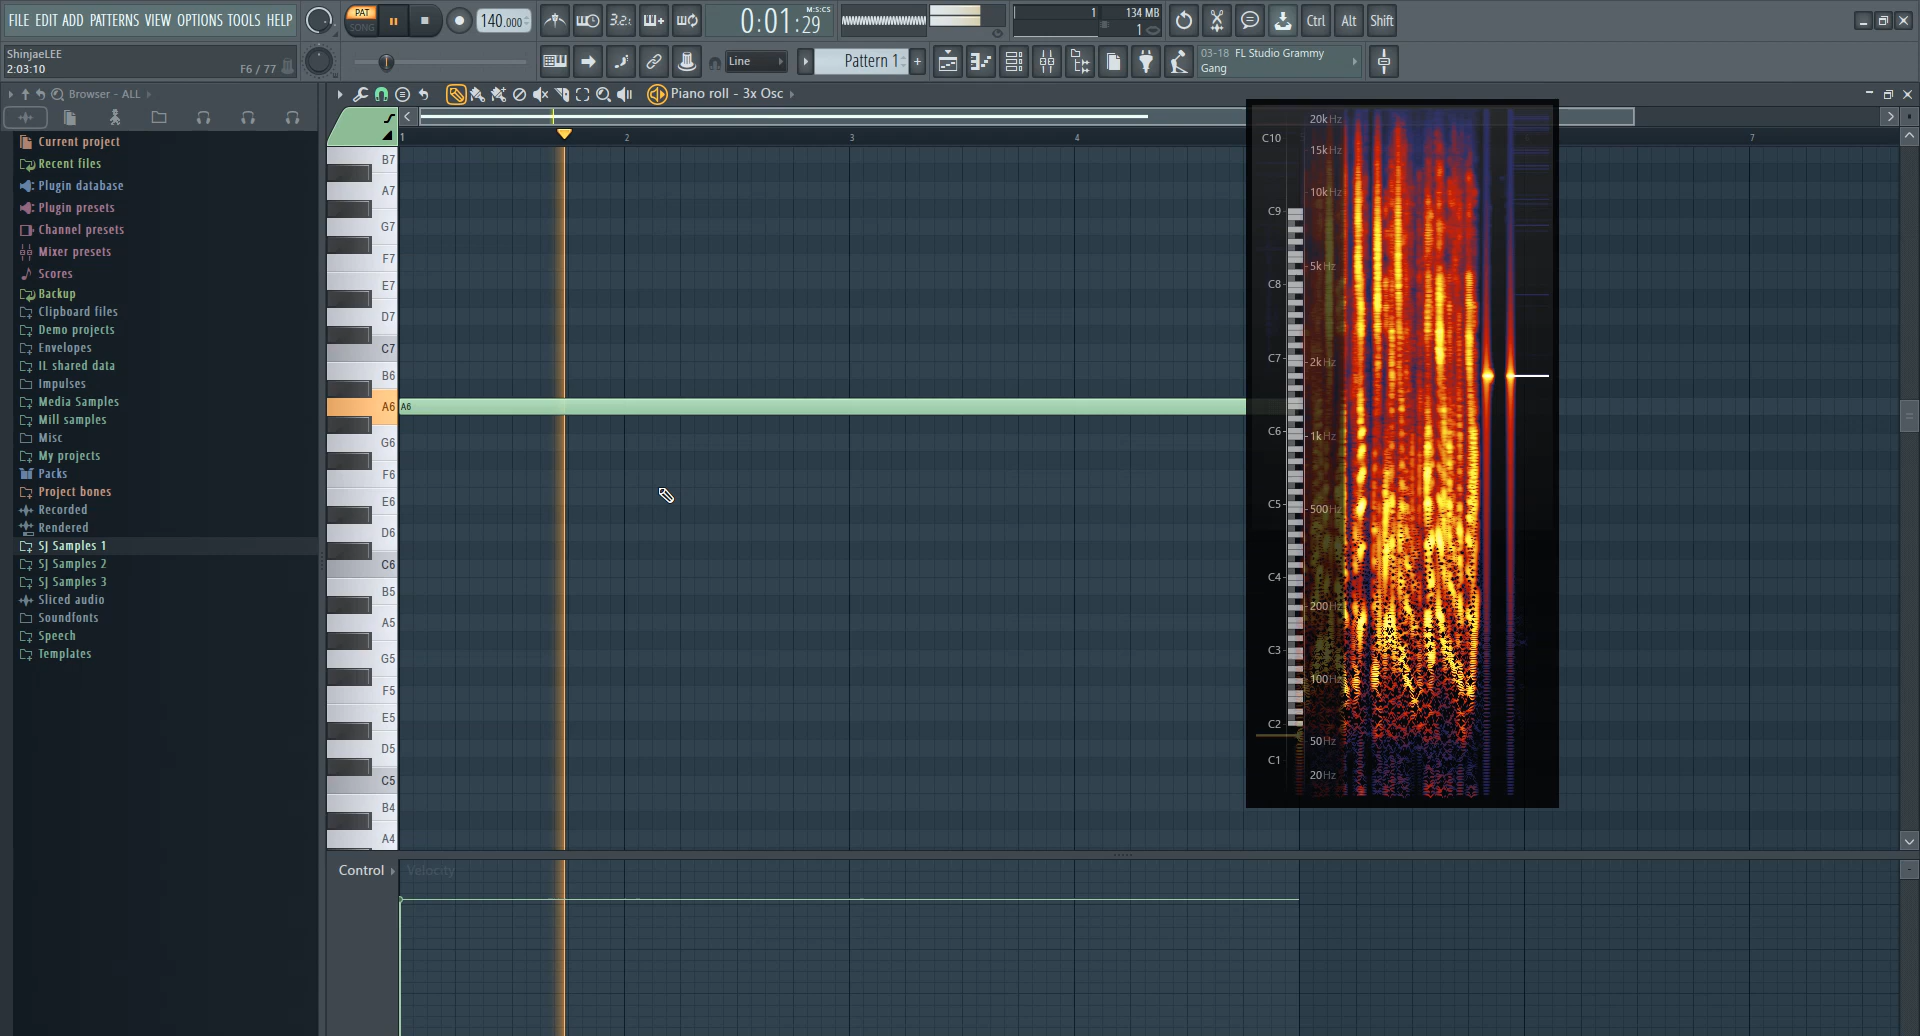 FILE EDIT ADD PATTERNS VIEW OPTIONS TOOLS HELP
PAT
SONG
140.000
3.2.
0:01:29
M:S:CS
1
134 MB
1
Ctrl
Alt
Shift
ShinjaeLEE
2:03:10
F6 / 77
Line
Pattern 1
+
03-18 FL Studio Grammy
Gang
Browser - ALL
Piano roll - 3x Osc
Current project
Recent files
Plugin database
Plugin presets
Channel presets
Mixer presets
Scores
Backup
Clipboard files
Demo projects
Envelopes
IL shared data
Impulses
Media Samples
Mill samples
Misc
My projects
Packs
Project bones
Recorded
Rendered
SJ Samples 1
SJ Samples 2
SJ Samples 3
Sliced audio
Soundfonts
Speech
Templates
1
2
3
4
7
B7
A7
G7
F7
E7
D7
C7
B6
A6
G6
F6
E6
D6
C6
B5
A5
G5
F5
E5
D5
C5
B4
A4
A6
C10
C9
C8
C7
C6
C5
C4
C3
C2
C1
20kHz
15kHz
10kHz
5kHz
2kHz
1kHz
500Hz
200Hz
100Hz
50Hz
20Hz
Control
Velocity